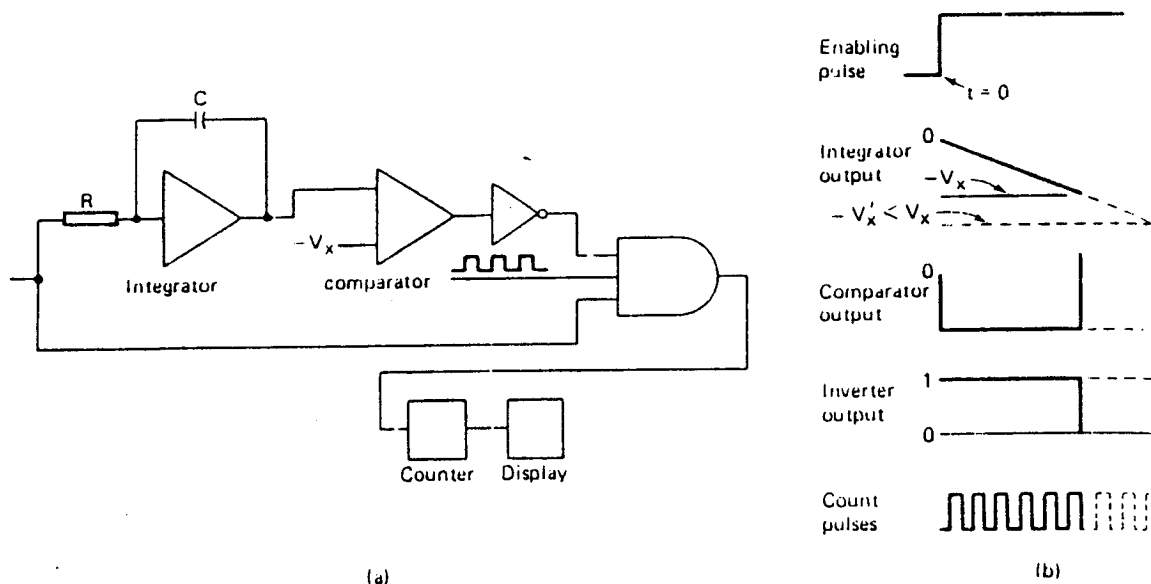 C
R
Integrator
−Vx
comparator
Counter
Display
(a)
Enabling
pulse
t = 0
0
Integrator
output
−Vx
− V'x < Vx
0
Comparator
output
1
Inverter
output
0
Count
pulses
(b)